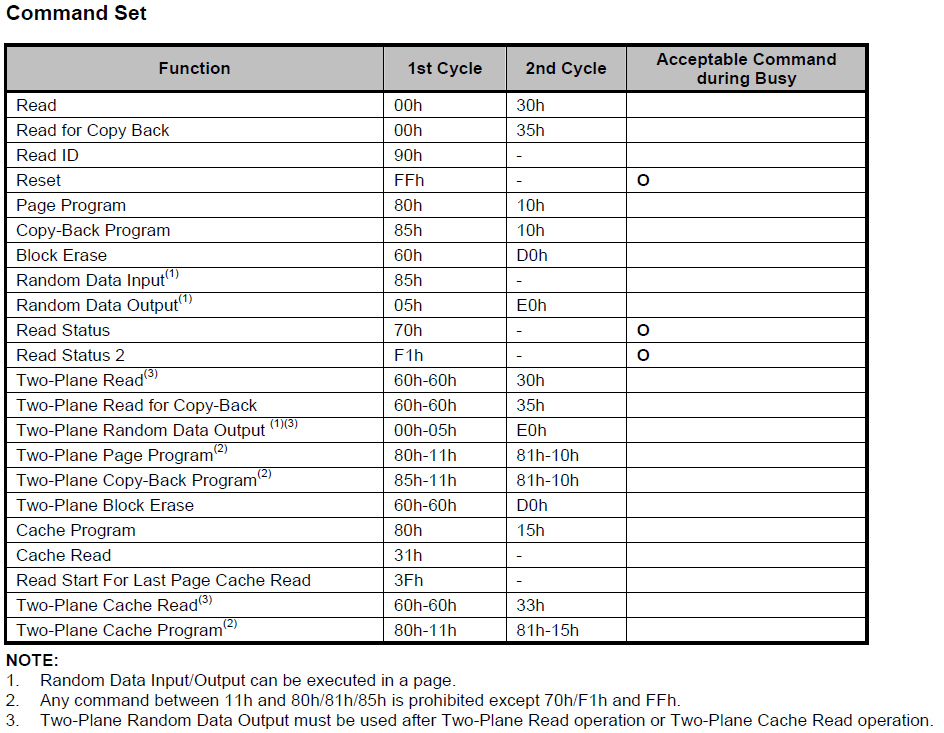 Command Set
Function 1st Cycle 2nd Cycle Acceptable Command during Busy
Read 00h 30h
Read for Copy Back 00h 35h
Read ID 90h -
Reset FFh - O
Page Program 80h 10h
Copy-Back Program 85h 10h
Block Erase 60h D0h
Random Data Input(1) 85h -
Random Data Output(1) 05h E0h
Read Status 70h - O
Read Status 2 F1h - O
Two-Plane Read(3) 60h-60h 30h
Two-Plane Read for Copy-Back 60h-60h 35h
Two-Plane Random Data Output (1)(3) 00h-05h E0h
Two-Plane Page Program(2) 80h-11h 81h-10h
Two-Plane Copy-Back Program(2) 85h-11h 81h-10h
Two-Plane Block Erase 60h-60h D0h
Cache Program 80h 15h
Cache Read 31h -
Read Start For Last Page Cache Read 3Fh -
Two-Plane Cache Read(3) 60h-60h 33h
Two-Plane Cache Program(2) 80h-11h 81h-15h
NOTE:
1. Random Data Input/Output can be executed in a page.
2. Any command between 11h and 80h/81h/85h is prohibited except 70h/F1h and FFh.
3. Two-Plane Random Data Output must be used after Two-Plane Read operation or Two-Plane Cache Read operation.